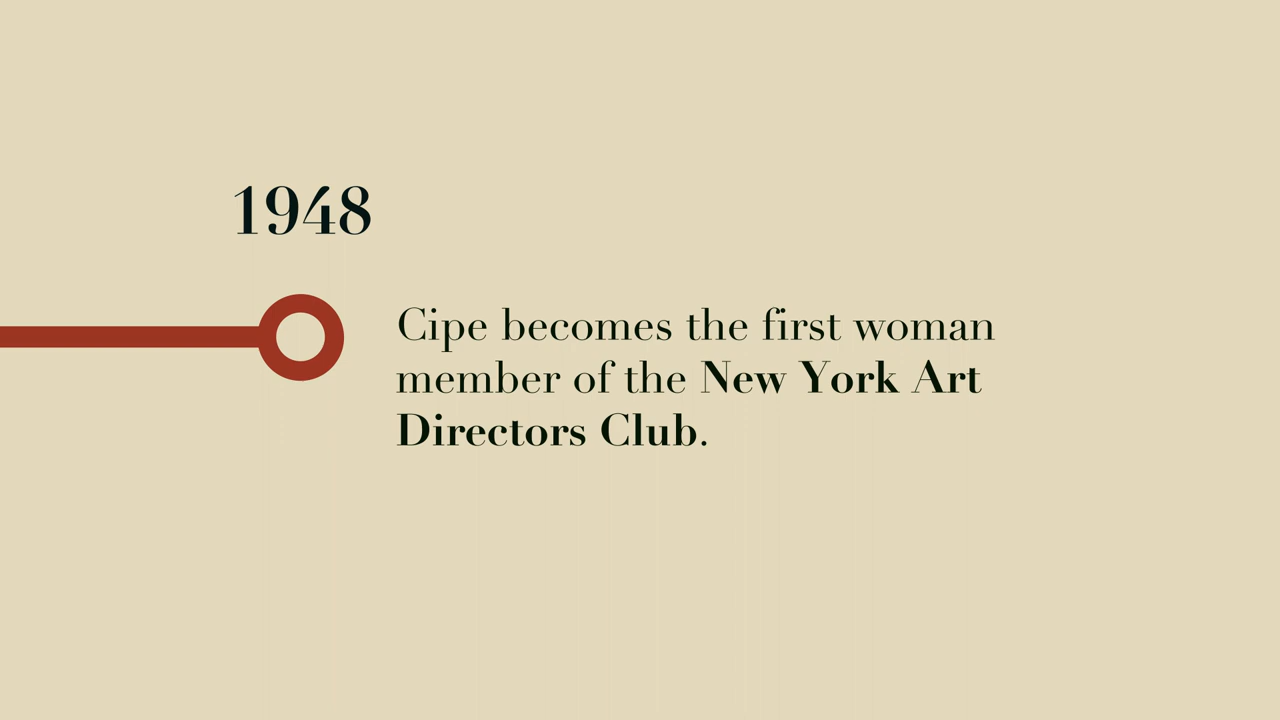 1948
Cipe becomes the first woman
member of the New York Art
Directors Club.